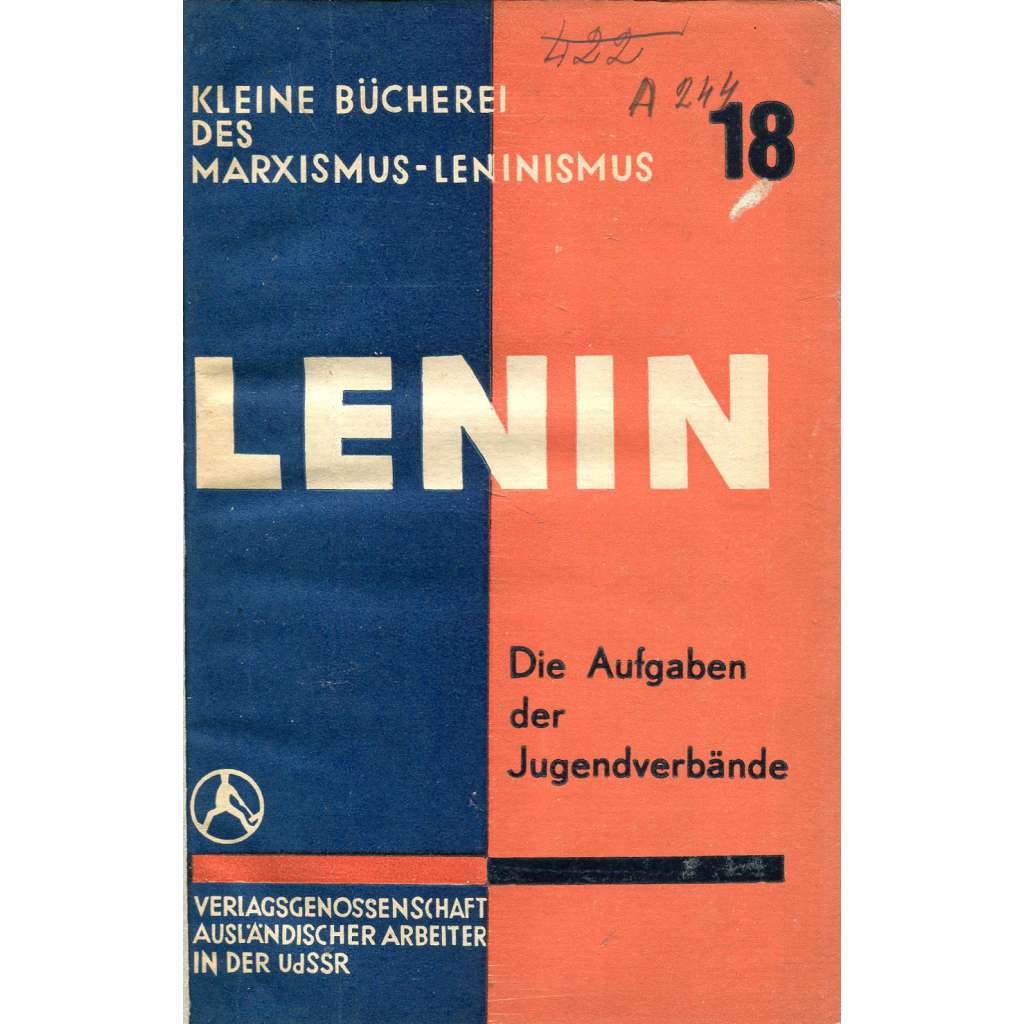 422
A 244
KLEINE BÜCHEREI
DES
MARXISMUS-LENINISMUS
18
LENIN
Die Aufgaben
der
Jugendverbände
VERLAGSGENOSSENSCHAFT
AUSLÄNDISCHER ARBEITER
IN DER UdSSR